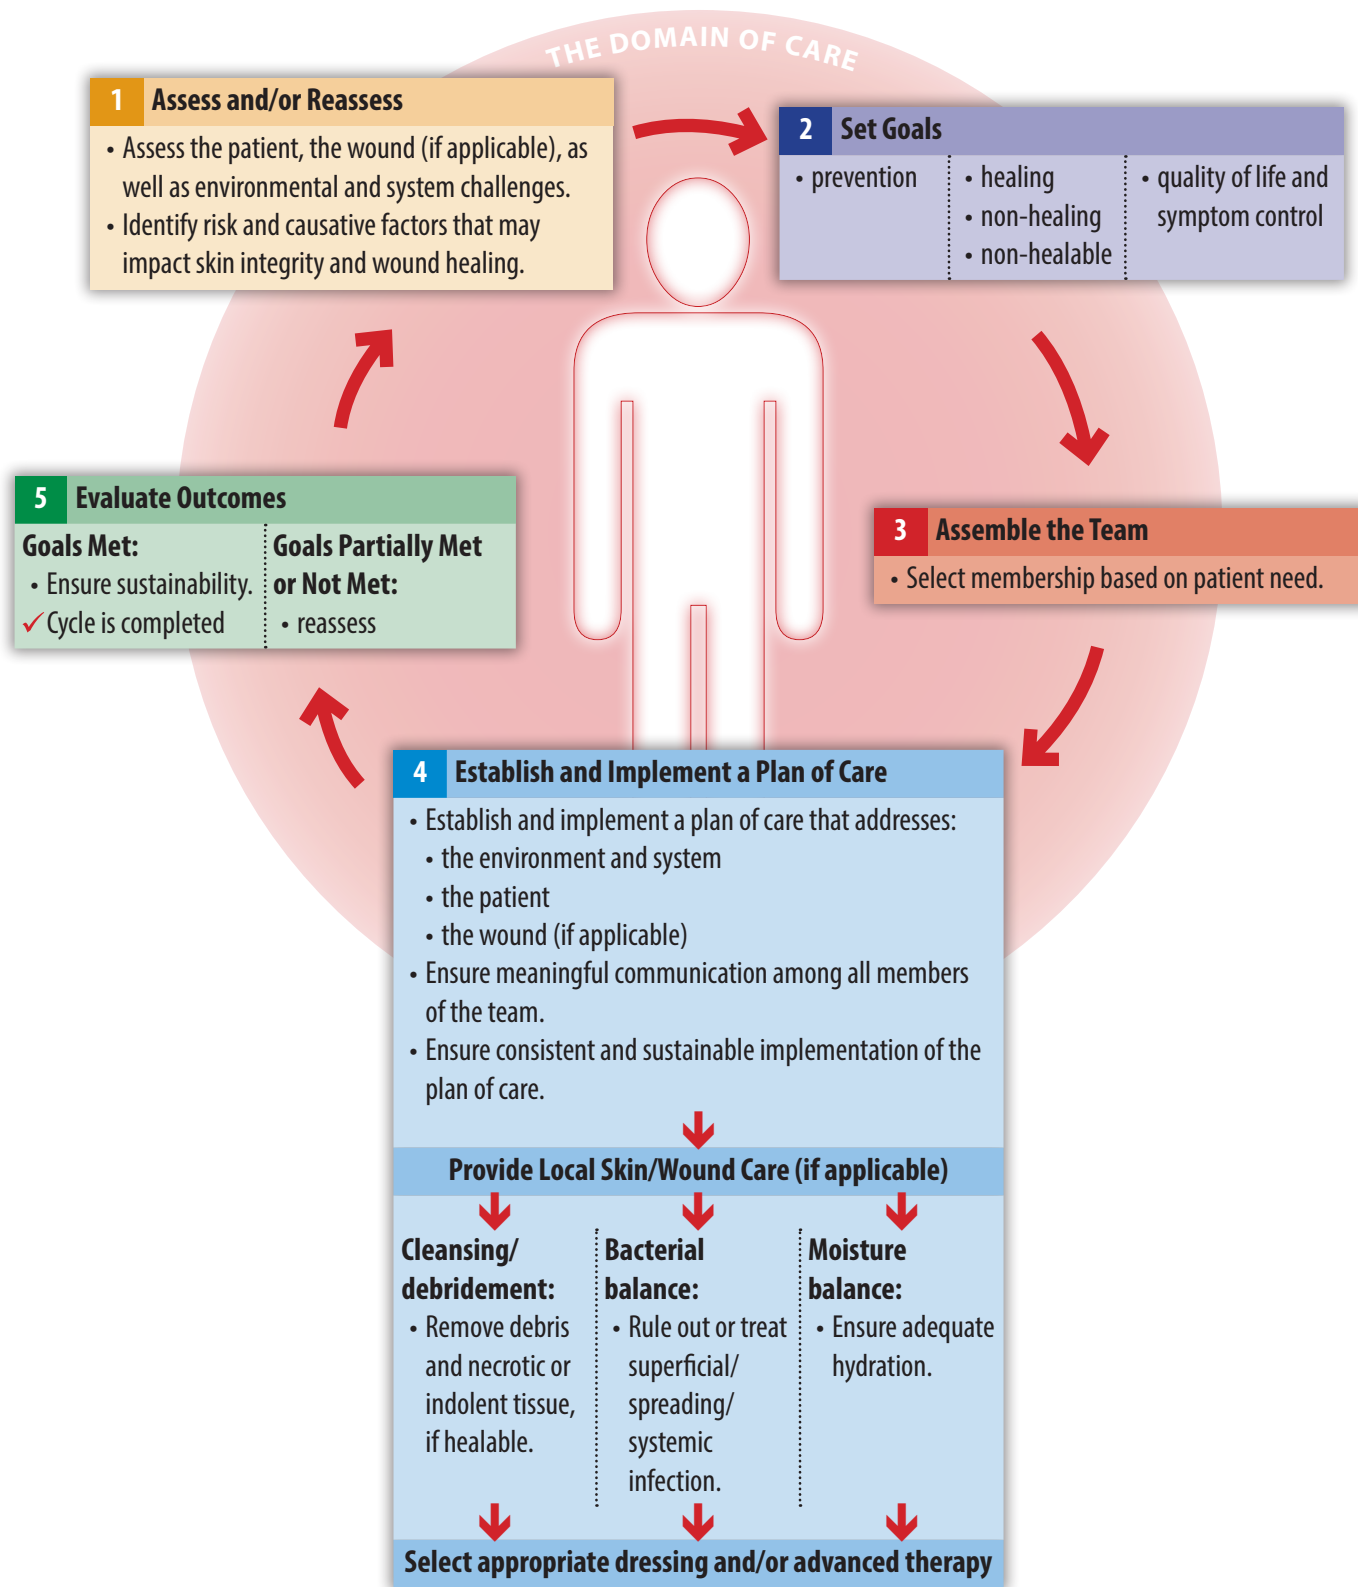 THE DOMAIN OF CARE
1 Assess and/or Reassess
• Assess the patient, the wound (if applicable), as
well as environmental and system challenges.
• Identify risk and causative factors that may
impact skin integrity and wound healing.
2 Set Goals
• prevention
• healing
• non-healing
• non-healable
• quality of life and
symptom control
3 Assemble the Team
• Select membership based on patient need.
4 Establish and Implement a Plan of Care
• Establish and implement a plan of care that addresses:
• the environment and system
• the patient
• the wound (if applicable)
• Ensure meaningful communication among all members
of the team.
• Ensure consistent and sustainable implementation of the
plan of care.
Provide Local Skin/Wound Care (if applicable)
Cleansing/
debridement:
• Remove debris
and necrotic or
indolent tissue,
if healable.
Bacterial
balance:
• Rule out or treat
superficial/
spreading/
systemic
infection.
Moisture
balance:
• Ensure adequate
hydration.
Select appropriate dressing and/or advanced therapy
5 Evaluate Outcomes
Goals Met:
• Ensure sustainability.
✓ Cycle is completed
Goals Partially Met
or Not Met:
• reassess